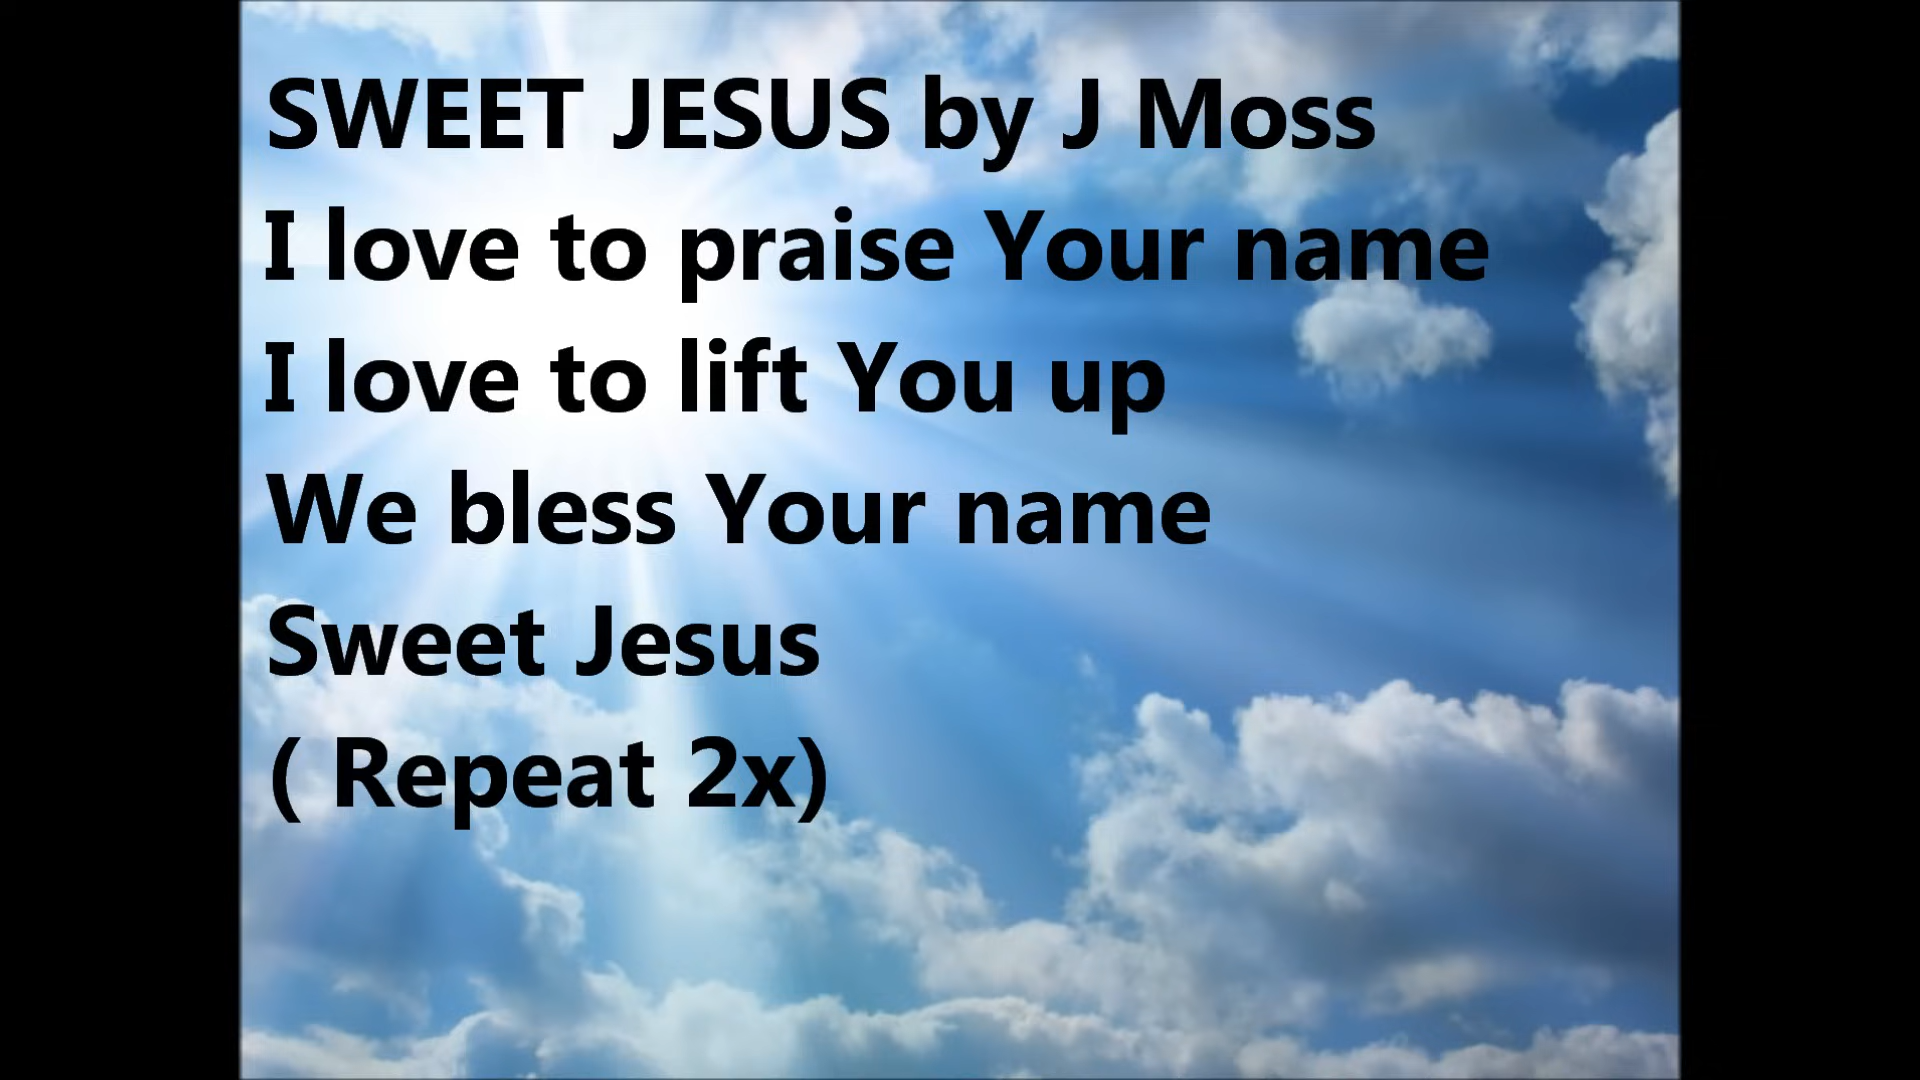 SWEET JESUS by J Moss
I love to praise Your name
I love to lift You up
We bless Your name
Sweet Jesus
( Repeat 2x)